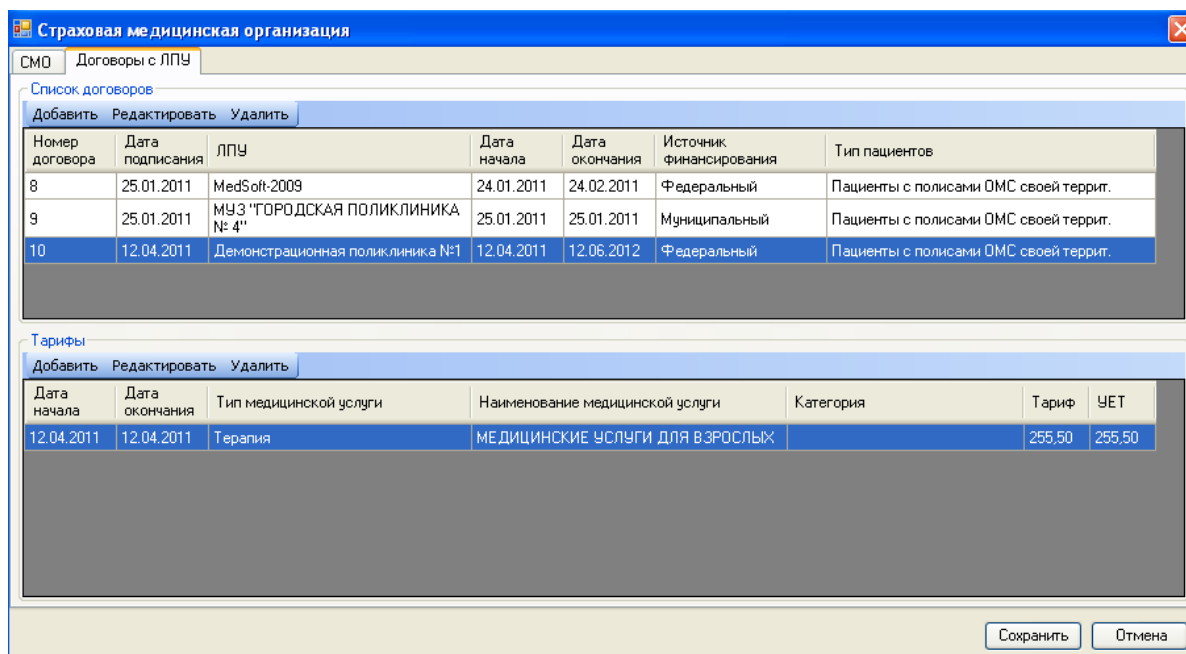 Страховая медицинская организация
СМО Договоры с ЛПУ
Список договоров
Добавить Редактировать Удалить
Номер договора Дата подписания ЛПУ Дата начала Дата окончания Источник финансирования Тип пациентов
8 25.01.2011 MedSoft-2009 24.01.2011 24.02.2011 Федеральный Пациенты с полисами ОМС своей террит.
9 25.01.2011 МУЗ "ГОРОДСКАЯ ПОЛИКЛИНИКА № 4" 25.01.2011 25.01.2011 Муниципальный Пациенты с полисами ОМС своей террит.
10 12.04.2011 Демонстрационная поликлиника №1 12.04.2011 12.06.2012 Федеральный Пациенты с полисами ОМС своей террит.
Тарифы
Добавить Редактировать Удалить
Дата начала Дата окончания Тип медицинской услуги Наименование медицинской услуги Категория Тариф УЕТ
12.04.2011 12.04.2011 Терапия МЕДИЦИНСКИЕ УСЛУГИ ДЛЯ ВЗРОСЛЫХ 255,50 255,50
Сохранить Отмена